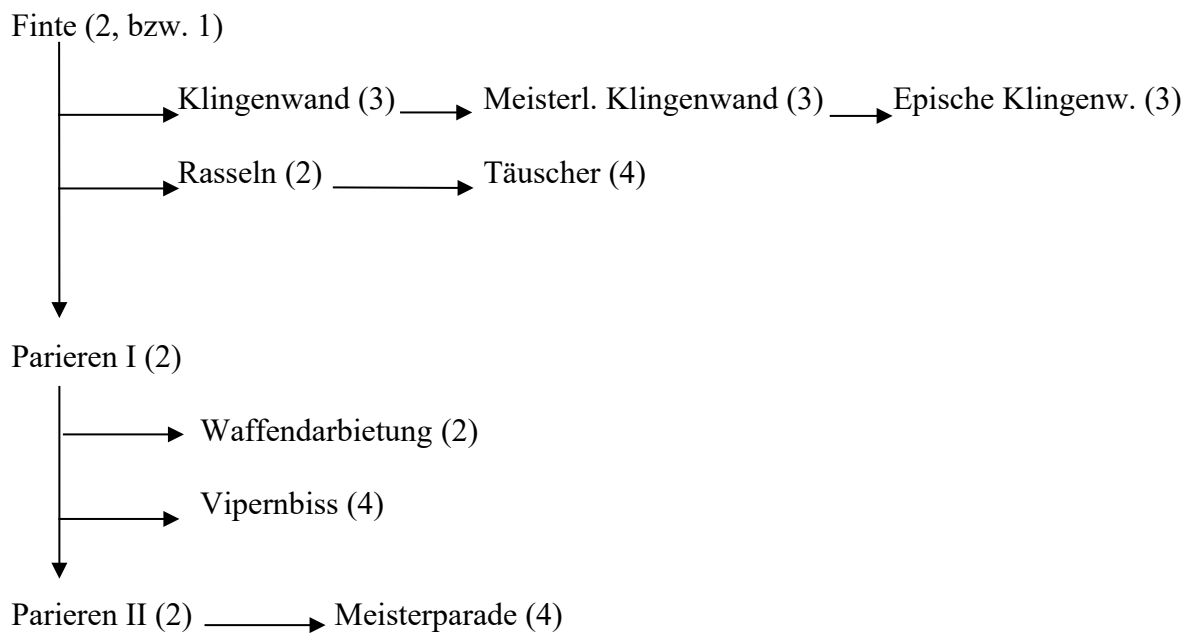 Finte (2, bzw. 1)
Klingenwand (3) Meisterl. Klingenwand (3) Epische Klingenw. (3)
Rasseln (2) Täuscher (4)
Parieren I (2)
Waffendarbietung (2)
Vipernbiss (4)
Parieren II (2) Meisterparade (4)